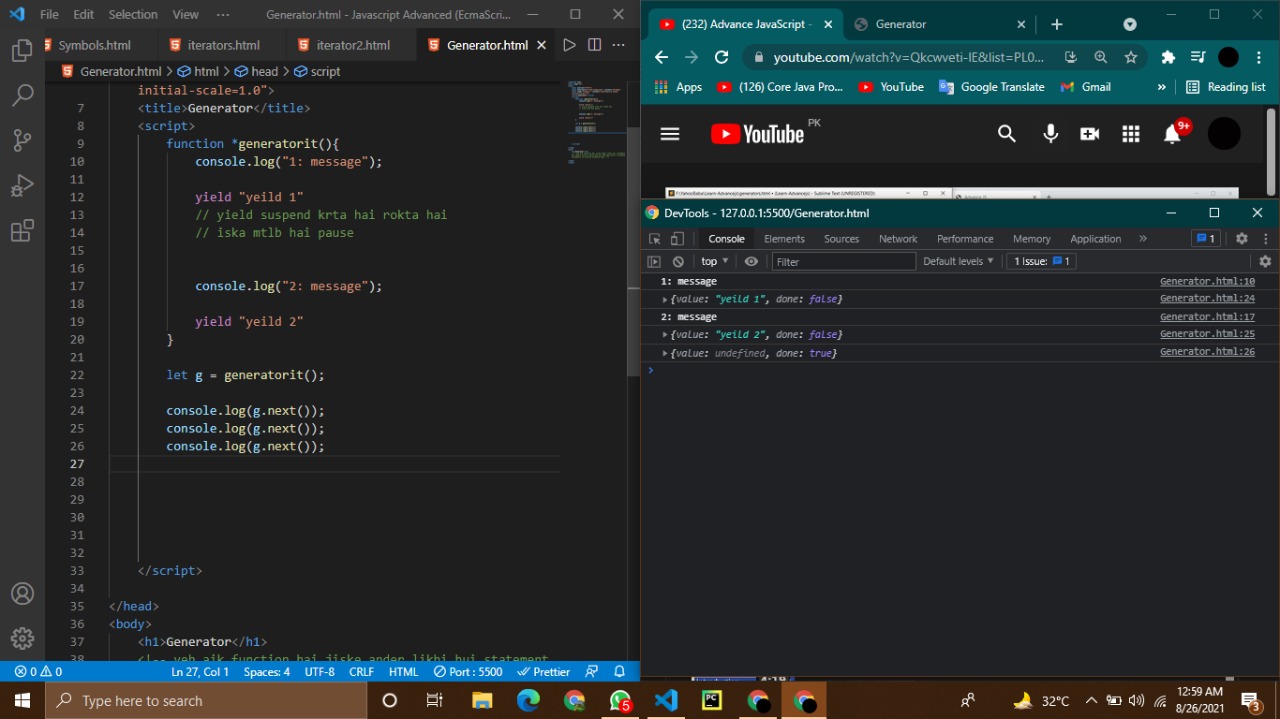 File Edit Selection View ··· Generator.html - Javascript Advanced (EcmaScri...
Symbols.html iterators.html iterator2.html Generator.html
Generator.html > html > head > script
initial-scale=1.0">
7 <title>Generator</title>
8 <script>
9 function *generatorit(){
10 console.log("1: message");
11
12 yield "yeild 1"
13 // yield suspend krta hai rokta hai
14 // iska mtlb hai pause
15
16
17 console.log("2: message");
18
19 yield "yeild 2"
20 }
21
22 let g = generatorit();
23
24 console.log(g.next());
25 console.log(g.next());
26 console.log(g.next());
27
28
29
30
31
32
33 </script>
34
35 </head>
36 <body>
37 <h1>Generator</h1>
38 <!-- yeh aik function hai jiske ander likhi hui statement
0 0 Ln 27, Col 1 Spaces: 4 UTF-8 CRLF HTML Port : 5500 Prettier
(232) Advance JavaScript - Generator
youtube.com/watch?v=Qkcwveti-IE&list=PL0...
Apps (126) Core Java Pro... YouTube Google Translate Gmail » Reading list
YouTube PK 9+
DevTools - 127.0.0.1:5500/Generator.html
Console Elements Sources Network Performance Memory Application » 1
top Filter Default levels 1 Issue: 1
1: message Generator.html:10
{value: "yeild 1", done: false} Generator.html:24
2: message Generator.html:17
{value: "yeild 2", done: false} Generator.html:25
{value: undefined, done: true} Generator.html:26
Type here to search 5 PC 32°C 12:59 AM
8/26/2021 3